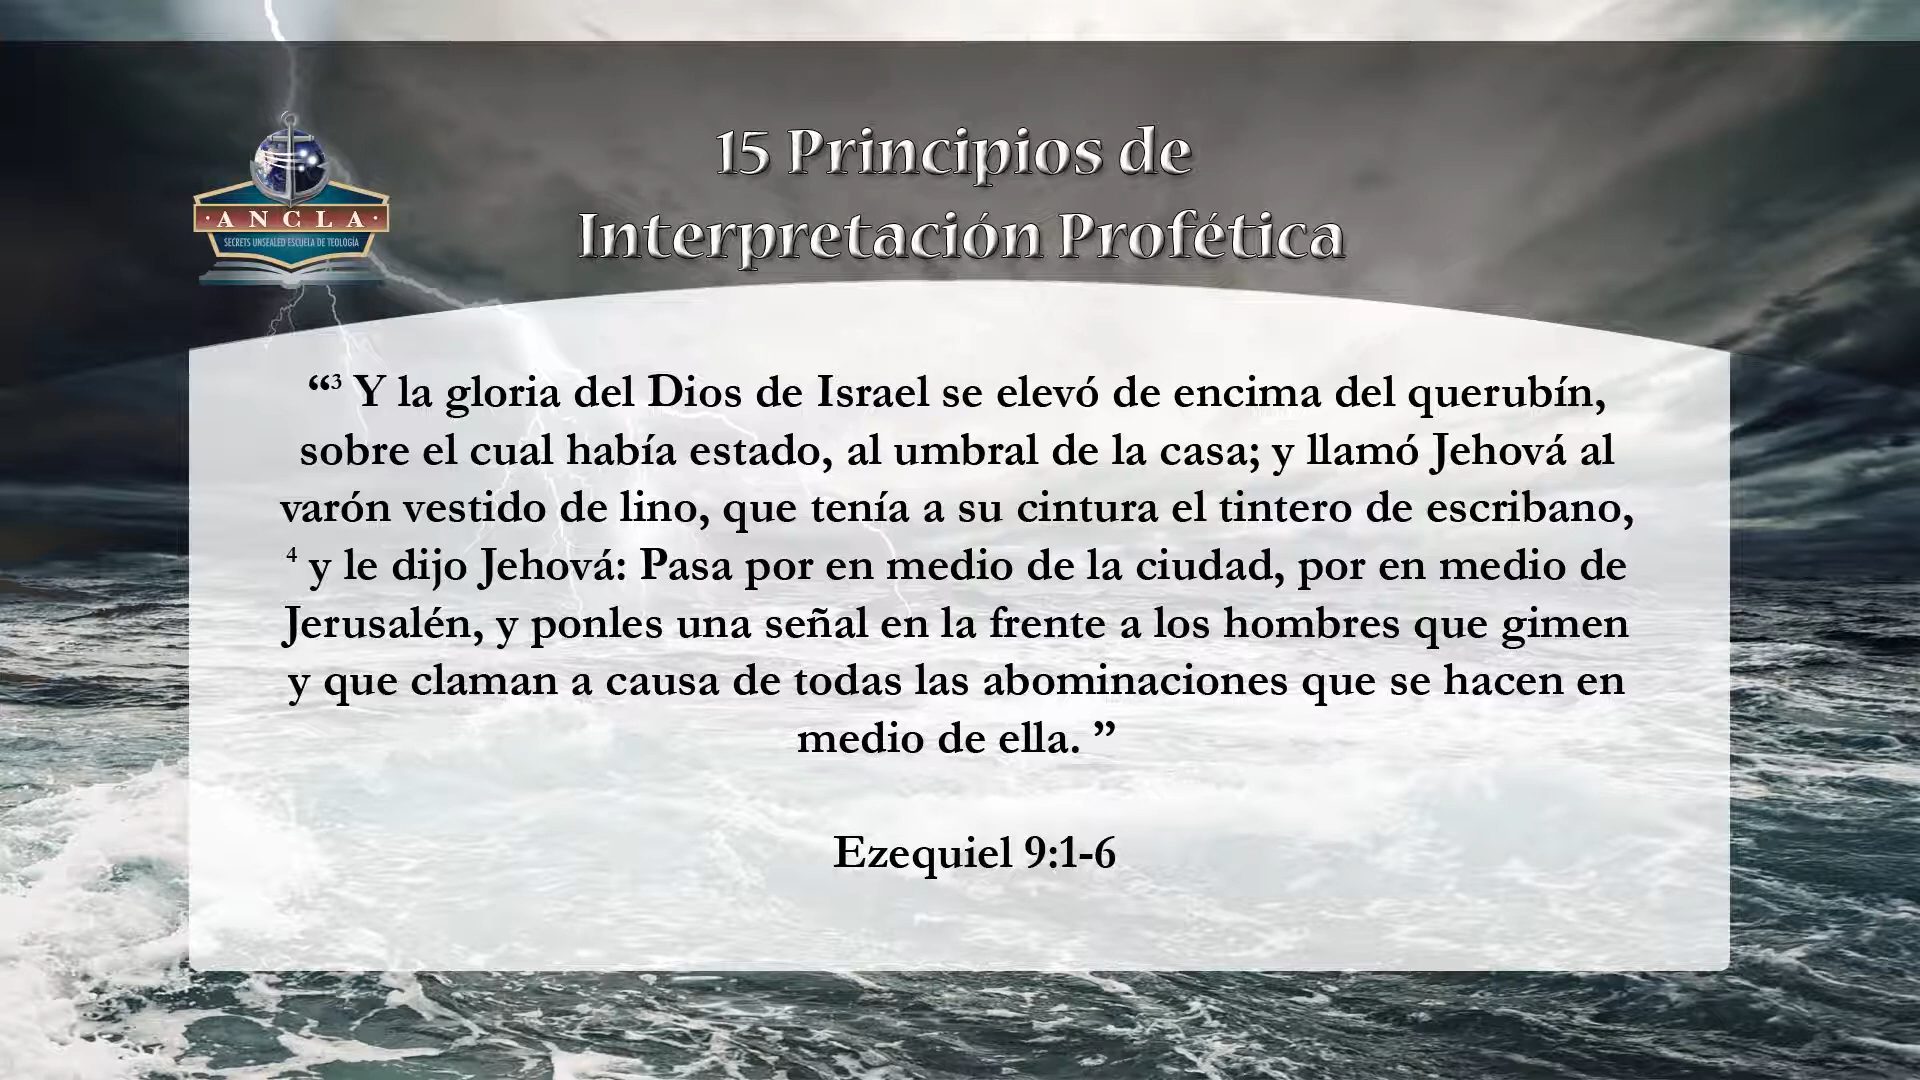 15 Principios de
Interpretación Profética
·ANCLA·
SECRETS UNSEALED ESCUELA DE TEOLOGÍA
“³ Y la gloria del Dios de Israel se elevó de encima del querubín,
sobre el cual había estado, al umbral de la casa; y llamó Jehová al
varón vestido de lino, que tenía a su cintura el tintero de escribano,
⁴ y le dijo Jehová: Pasa por en medio de la ciudad, por en medio de
Jerusalén, y ponles una señal en la frente a los hombres que gimen
y que claman a causa de todas las abominaciones que se hacen en
medio de ella. ”
Ezequiel 9:1-6